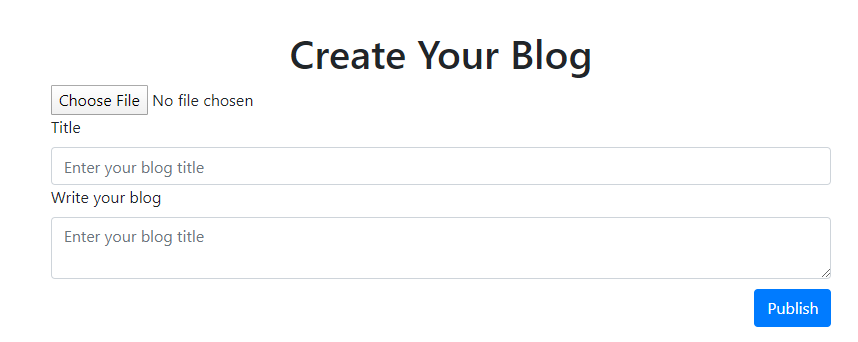 Create Your Blog
Choose File No file chosen
Title
Enter your blog title
Write your blog
Enter your blog title
Publish